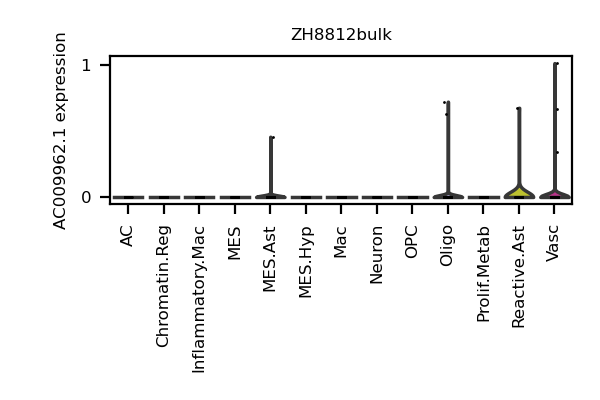 ZH8812bulk
AC009962.1 expression
1
0
AC
Chromatin.Reg
Inflammatory.Mac
MES
MES.Ast
MES.Hyp
Mac
Neuron
OPC
Oligo
Prolif.Metab
Reactive.Ast
Vasc